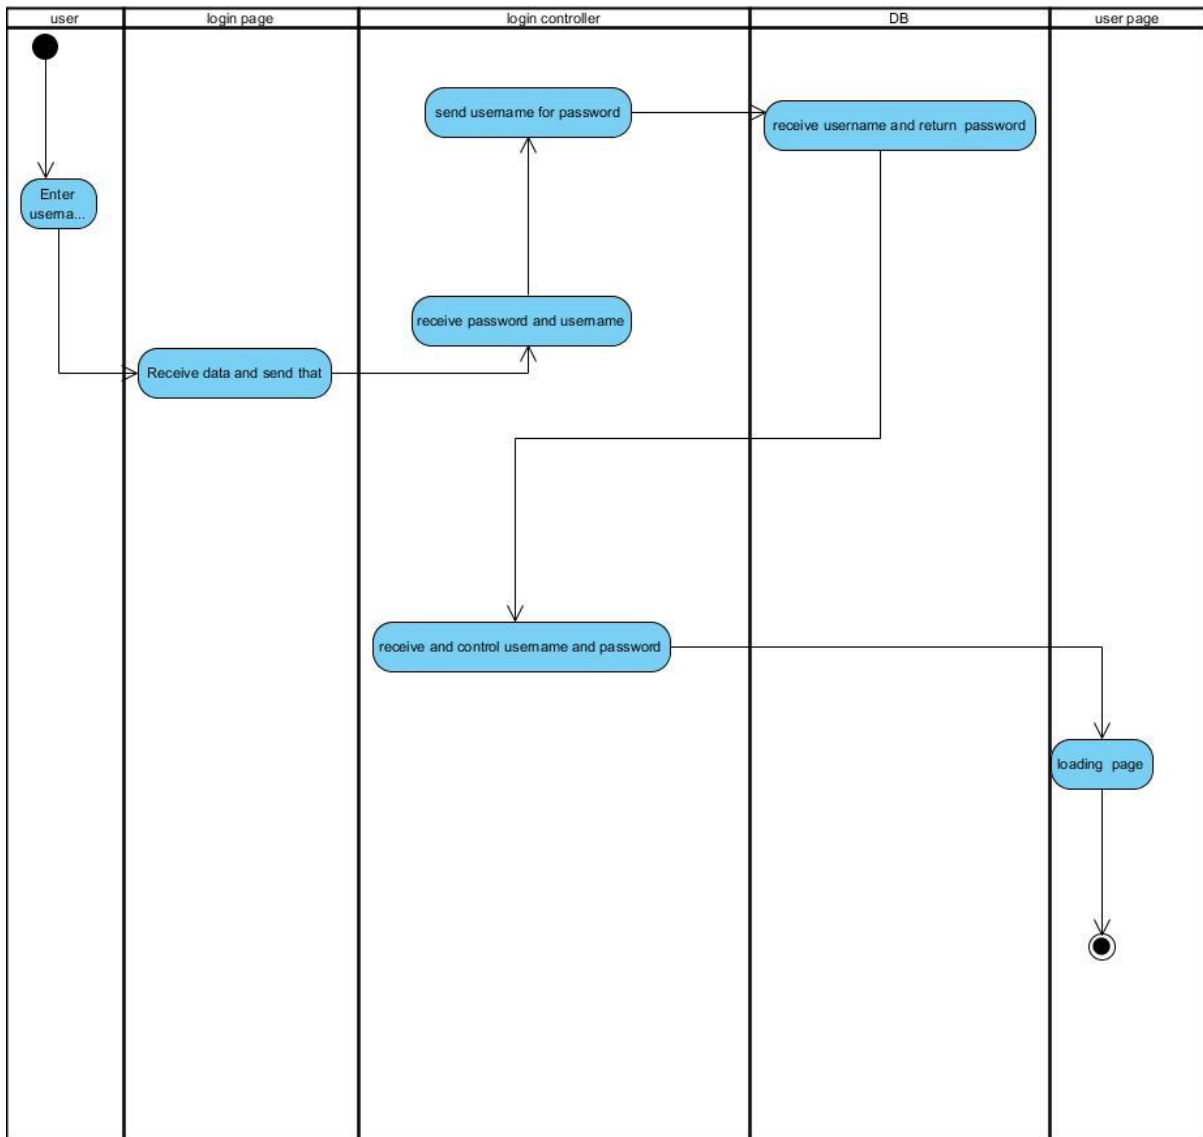 user
login page
login controller
DB
user page
send username for password
receive username and return  password
Enter
userna...
receive password and username
Receive data and send that
receive and control username and password
loading  page